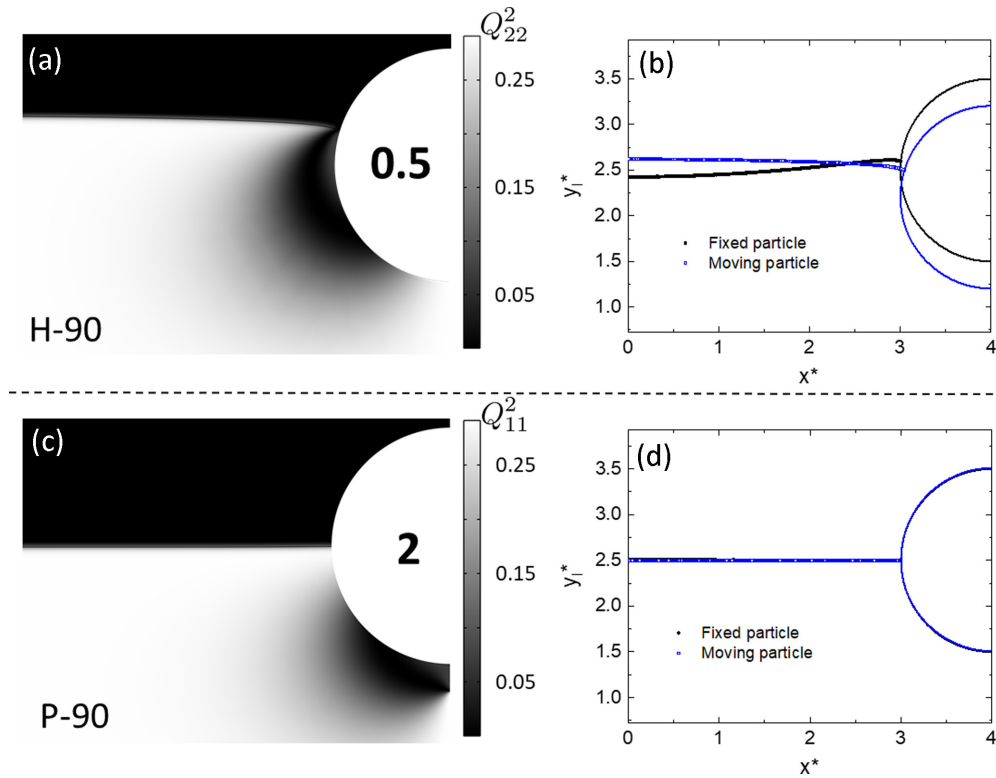 (a)
Q²₂₂
0.25
0.15
0.05
0.5
H-90
(b)
3.5
3.0
2.5
2.0
1.5
1.0
yₗ*
Fixed particle
Moving particle
0 1 2 3 4
x*
(c)
Q²₁₁
0.25
0.15
0.05
2
P-90
(d)
3.5
3.0
2.5
2.0
1.5
1.0
yₗ*
Fixed particle
Moving particle
0 1 2 3 4
x*